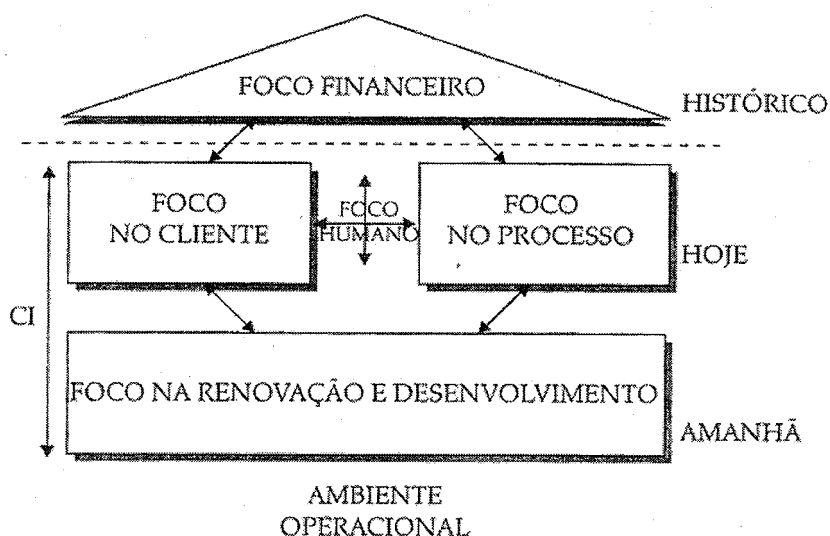 FOCO FINANCEIRO
HISTÓRICO
FOCO
NO CLIENTE
FOCO
HUMANO
FOCO
NO PROCESSO
HOJE
CI
FOCO NA RENOVAÇÃO E DESENVOLVIMENTO
AMANHÃ
AMBIENTE
OPERACIONAL